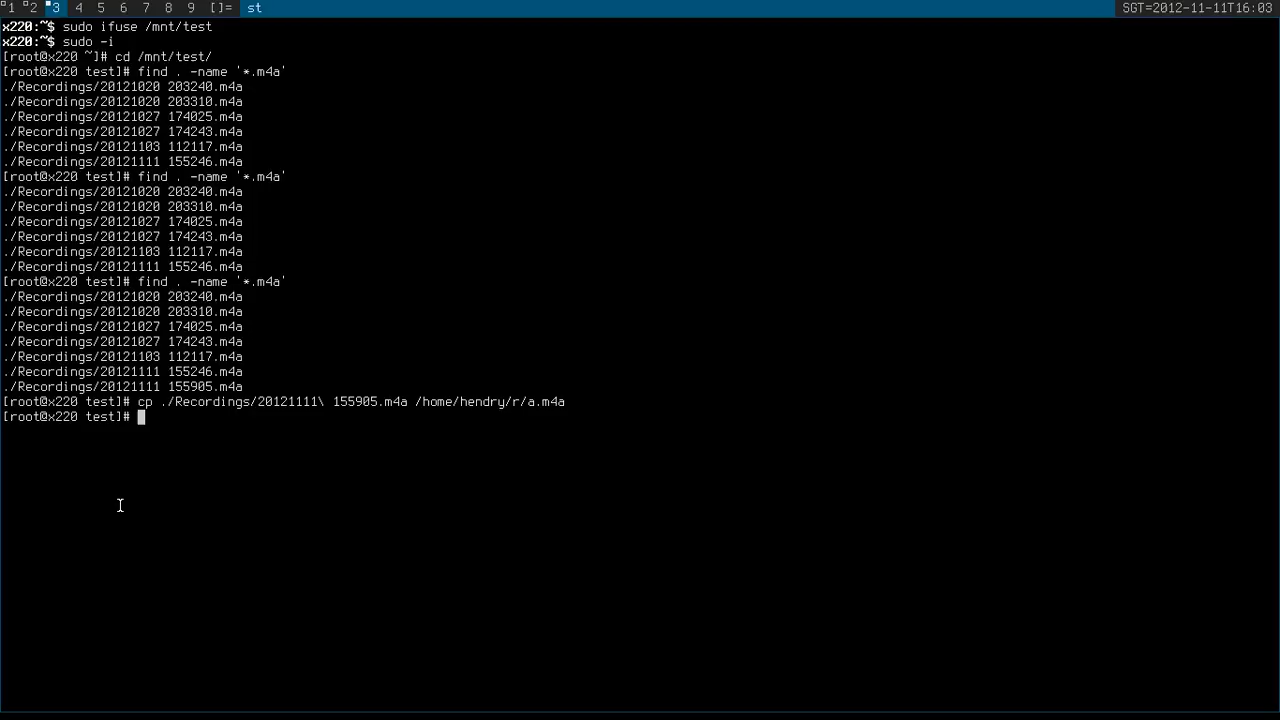 1 2 3 4 5 6 7 8 9 []= st SGT=2012-11-11T16:03
x220:~$ sudo ifuse /mnt/test
x220:~$ sudo -i
[root@x220 ~]# cd /mnt/test/
[root@x220 test]# find . -name '*.m4a'
./Recordings/20121020 203240.m4a
./Recordings/20121020 203310.m4a
./Recordings/20121027 174025.m4a
./Recordings/20121027 174243.m4a
./Recordings/20121103 112117.m4a
./Recordings/20121111 155246.m4a
[root@x220 test]# find . -name '*.m4a'
./Recordings/20121020 203240.m4a
./Recordings/20121020 203310.m4a
./Recordings/20121027 174025.m4a
./Recordings/20121027 174243.m4a
./Recordings/20121103 112117.m4a
./Recordings/20121111 155246.m4a
[root@x220 test]# find . -name '*.m4a'
./Recordings/20121020 203240.m4a
./Recordings/20121020 203310.m4a
./Recordings/20121027 174025.m4a
./Recordings/20121027 174243.m4a
./Recordings/20121103 112117.m4a
./Recordings/20121111 155246.m4a
./Recordings/20121111 155905.m4a
[root@x220 test]# cp ./Recordings/20121111\ 155905.m4a /home/hendry/r/a.m4a
[root@x220 test]#